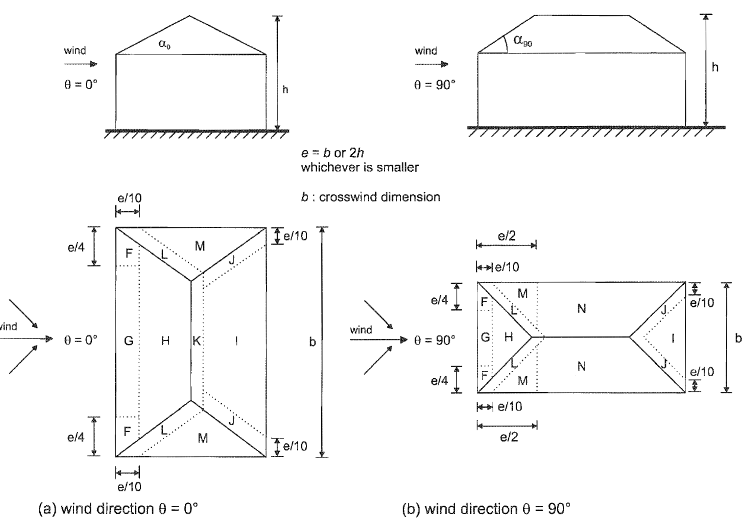 wind
θ = 0°
α₀
h
wind
θ = 90°
α₉₀
h
e = b or 2h
whichever is smaller
b : crosswind dimension
e/10
e/4
F
L
M
J
e/10
wind
θ = 0°
G
H
K
I
b
e/4
F
L
M
J
e/10
e/10
e/2
e/10
e/4
F
L
M
N
J
e/10
wind
θ = 90°
G
H
I
b
e/4
F
L
M
N
J
e/10
e/10
e/2
(a) wind direction θ = 0°
(b) wind direction θ = 90°